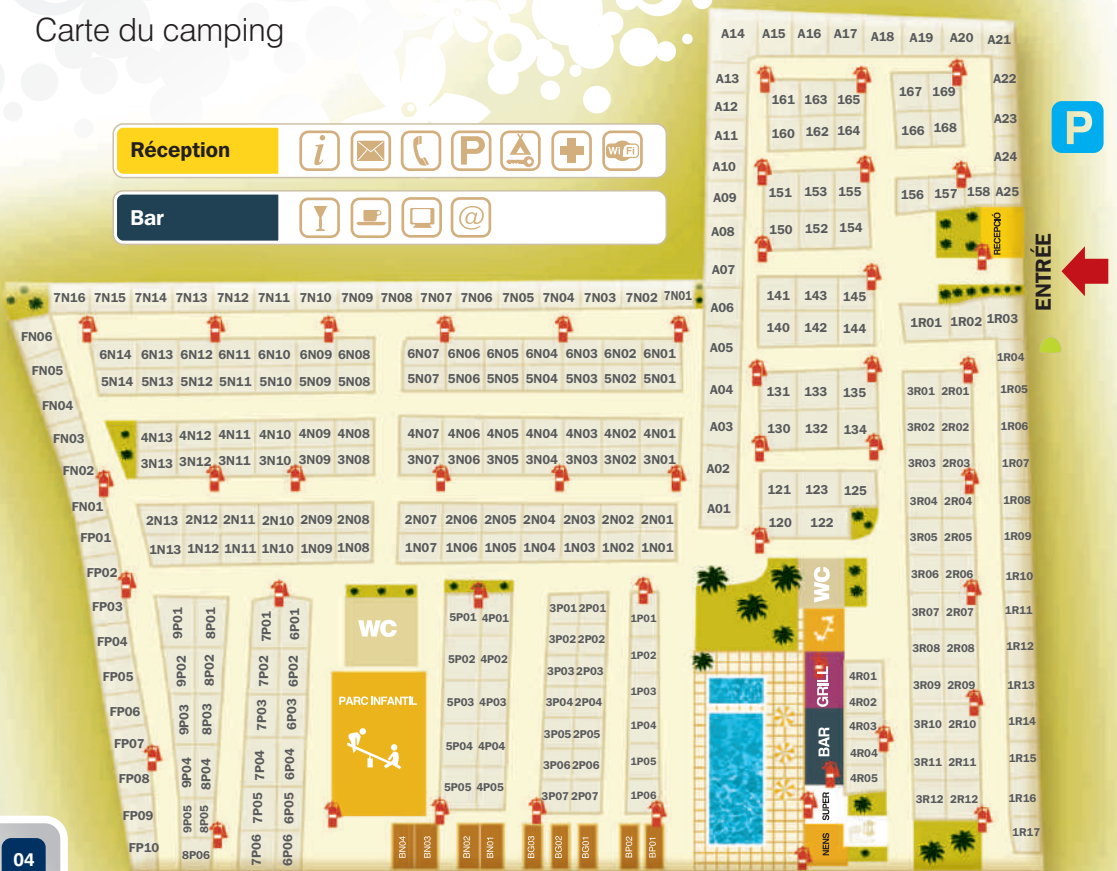 Carte du camping
Réception
i P Wi Fi
Bar
@
P
ENTRÉE
RECEPCIÓ
A14 A15 A16 A17 A18 A19 A20 A21
A13 A22
A12 A23
A11 A24
A10 A25
A09
A08
A07
A06
A05
A04
A03
A02
A01
161 163 165
160 162 164
167 169
166 168
151 153 155
150 152 154
156 157 158
141 143 145
140 142 144
131 133 135
130 132 134
121 123 125
120 122
1R01 1R02 1R03
1R04
1R05
1R06
1R07
1R08
1R09
1R10
1R11
1R12
1R13
1R14
1R15
1R16
1R17
3R01 2R01
3R02 2R02
3R03 2R03
3R04 2R04
3R05 2R05
3R06 2R06
3R07 2R07
3R08 2R08
3R09 2R09
3R10 2R10
3R11 2R11
3R12 2R12
7N16 7N15 7N14 7N13 7N12 7N11 7N10 7N09 7N08 7N07 7N06 7N05 7N04 7N03 7N02 7N01
FN06
FN05
FN04
FN03
FN02
FN01
FP01
FP02
FP03
FP04
FP05
FP06
FP07
FP08
FP09
FP10
6N14 6N13 6N12 6N11 6N10 6N09 6N08
5N14 5N13 5N12 5N11 5N10 5N09 5N08
6N07 6N06 6N05 6N04 6N03 6N02 6N01
5N07 5N06 5N05 5N04 5N03 5N02 5N01
4N13 4N12 4N11 4N10 4N09 4N08
3N13 3N12 3N11 3N10 3N09 3N08
4N07 4N06 4N05 4N04 4N03 4N02 4N01
3N07 3N06 3N05 3N04 3N03 3N02 3N01
2N13 2N12 2N11 2N10 2N09 2N08
1N13 1N12 1N11 1N10 1N09 1N08
2N07 2N06 2N05 2N04 2N03 2N02 2N01
1N07 1N06 1N05 1N04 1N03 1N02 1N01
9P01 8P01
9P02 8P02
9P03 8P03
9P04 8P04
9P05 8P05
8P06
7P01 6P01
7P02 6P02
7P03 6P03
7P04 6P04
7P05 6P05
7P06 6P06
WC
PARC INFANTIL
5P01 4P01
5P02 4P02
5P03 4P03
5P04 4P04
5P05 4P05
3P01 2P01
3P02 2P02
3P03 2P03
3P04 2P04
3P05 2P05
3P06 2P06
3P07 2P07
1P01
1P02
1P03
1P04
1P05
1P06
BN04 BN03 BN02 BN01 BG03 BG02 BG01 BP02 BP01
WC
GRILL
BAR
SUPER
NENS
4R01
4R02
4R03
4R04
4R05
04